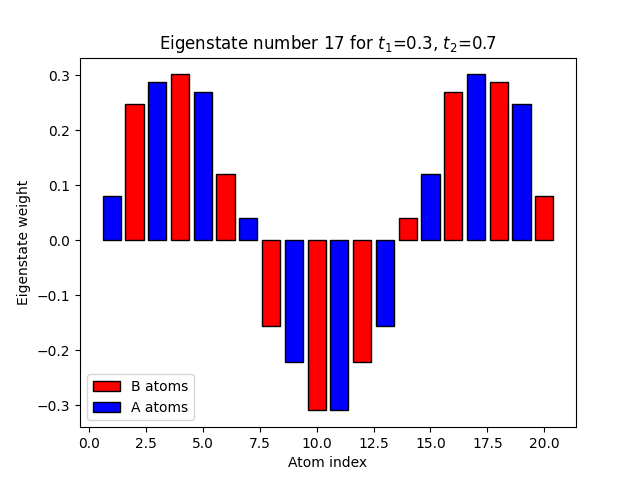 Eigenstate number 17 for $t_1$=0.3, $t_2$=0.7
0.3
0.2
0.1
0.0
−0.1
−0.2
−0.3
Eigenstate weight
B atoms
A atoms
0.0 2.5 5.0 7.5 10.0 12.5 15.0 17.5 20.0
Atom index